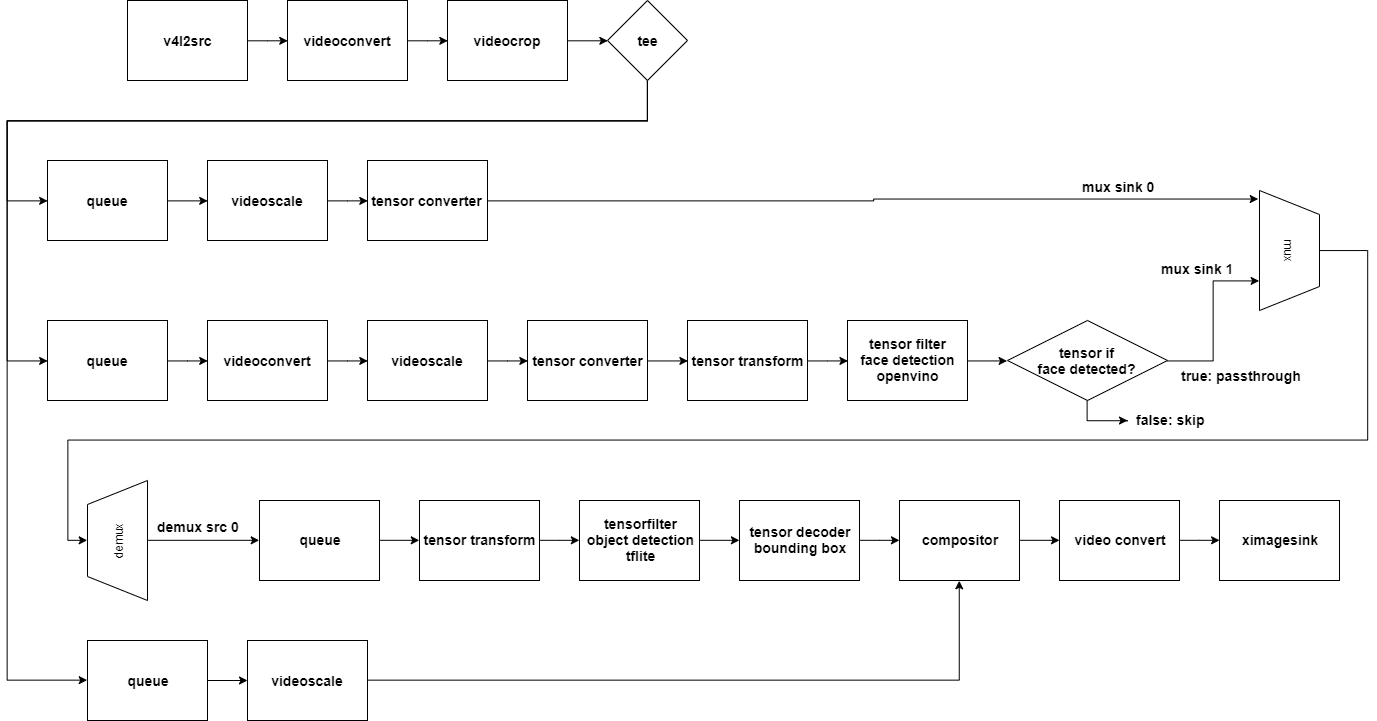 v4l2src
videoconvert
videocrop
tee
queue
videoscale
tensor converter
mux sink 0
mux
mux sink 1
queue
videoconvert
videoscale
tensor converter
tensor transform
tensor filter
face detection
openvino
tensor if
face detected?
true: passthrough
false: skip
demux
demux src 0
queue
tensor transform
tensorfilter
object detection
tflite
tensor decoder
bounding box
compositor
video convert
ximagesink
queue
videoscale